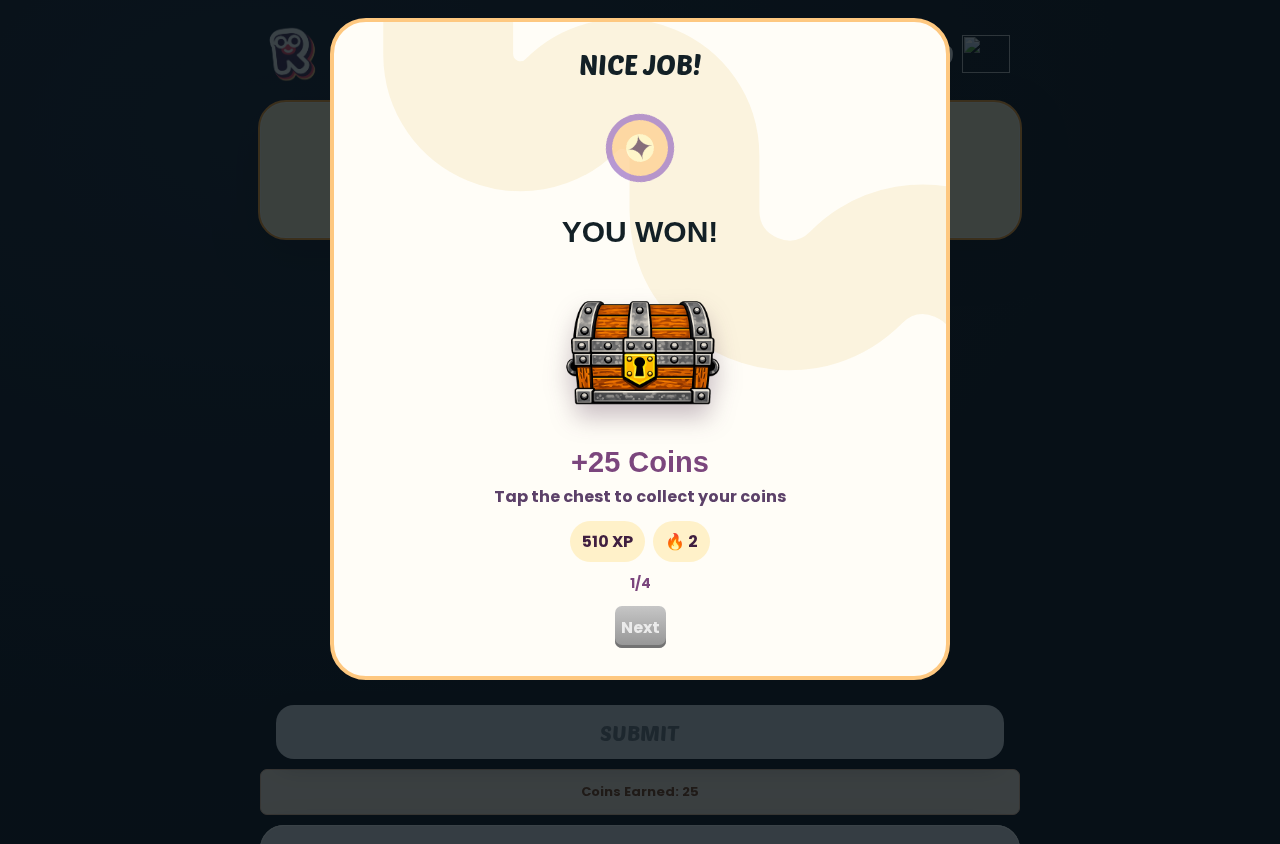 NICE JOB!
YOU WON!
+25 Coins
Tap the chest to collect your coins
510 XP
🔥 2
1/4
Next
SUBMIT
Coins Earned: 25